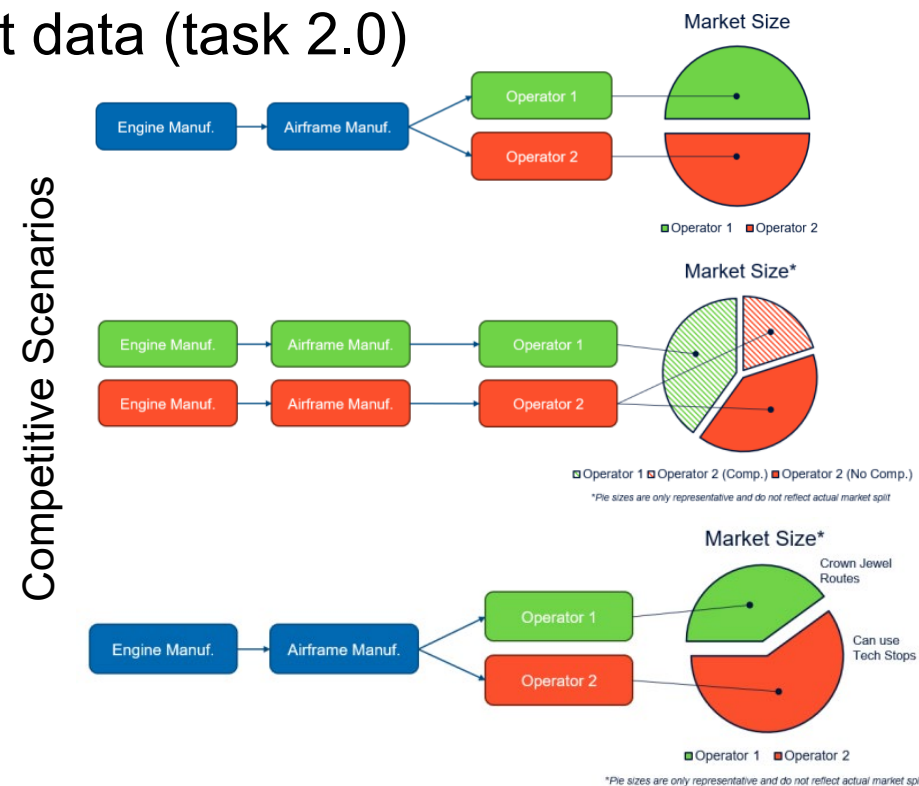 t data (task 2.0)
Competitive Scenarios
Market Size
Engine Manuf.
Airframe Manuf.
Operator 1
Operator 2
Operator 1 Operator 2
Market Size*
Engine Manuf.
Airframe Manuf.
Operator 1
Engine Manuf.
Airframe Manuf.
Operator 2
Operator 1 Operator 2 (Comp.) Operator 2 (No Comp.)
*Pie sizes are only representative and do not reflect actual market split
Market Size*
Crown Jewel
Routes
Can use
Tech Stops
Engine Manuf.
Airframe Manuf.
Operator 1
Operator 2
Operator 1 Operator 2
*Pie sizes are only representative and do not reflect actual market spl